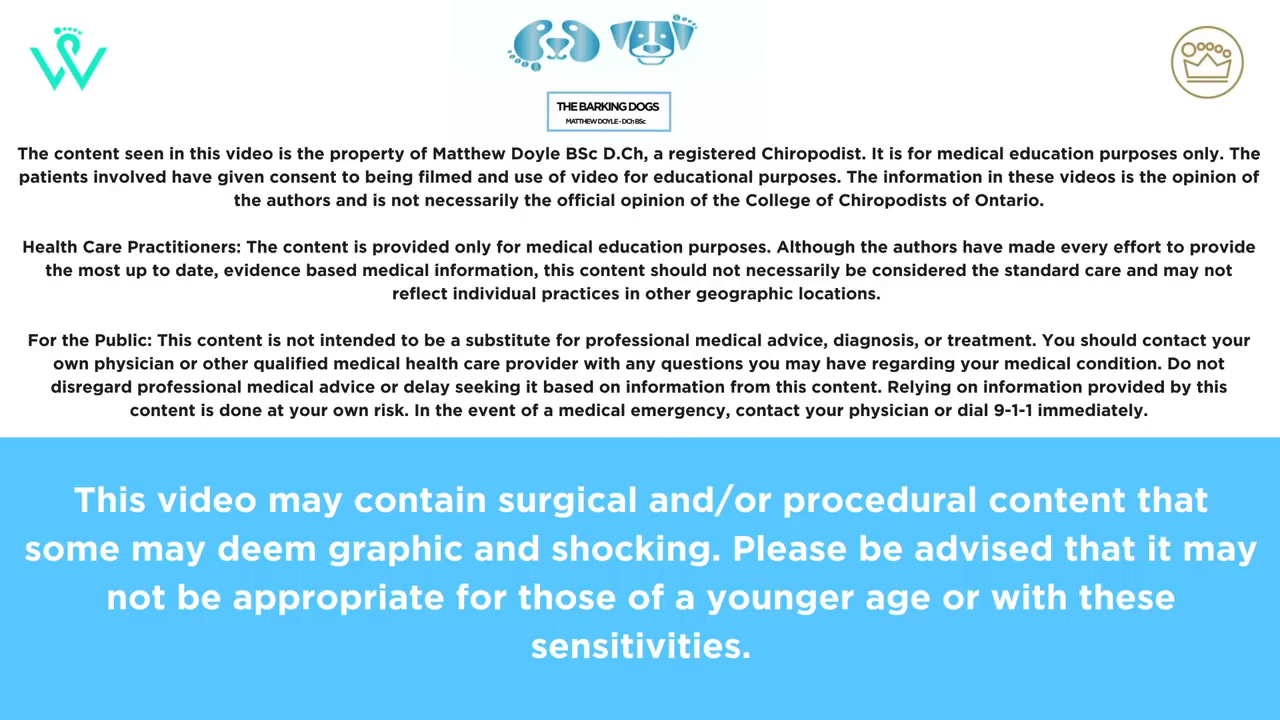 THE BARKING DOGS
MATTHEW DOYLE - DCh BSc
The content seen in this video is the property of Matthew Doyle BSc D.Ch, a registered Chiropodist. It is for medical education purposes only. The
patients involved have given consent to being filmed and use of video for educational purposes. The information in these videos is the opinion of
the authors and is not necessarily the official opinion of the College of Chiropodists of Ontario.
Health Care Practitioners: The content is provided only for medical education purposes. Although the authors have made every effort to provide
the most up to date, evidence based medical information, this content should not necessarily be considered the standard care and may not
reflect individual practices in other geographic locations.
For the Public: This content is not intended to be a substitute for professional medical advice, diagnosis, or treatment. You should contact your
own physician or other qualified medical health care provider with any questions you may have regarding your medical condition. Do not
disregard professional medical advice or delay seeking it based on information from this content. Relying on information provided by this
content is done at your own risk. In the event of a medical emergency, contact your physician or dial 9-1-1 immediately.
This video may contain surgical and/or procedural content that
some may deem graphic and shocking. Please be advised that it may
not be appropriate for those of a younger age or with these
sensitivities.